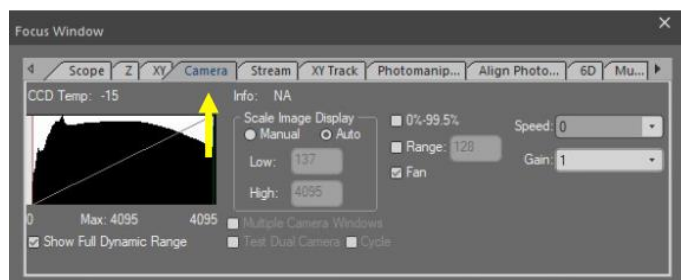 Focus Window
Scope Z XY Camera Stream XY Track Photomanip... Align Photo... 6D Mu...
CCD Temp: -15 Info: NA
Scale Image Display
Manual Auto
Low: 137
High: 4095
0%-99.5%
Range: 128
Fan
Speed: 0
Gain: 1
0 Max: 4095 4095
Show Full Dynamic Range
Multiple Camera Windows
Test Dual Camera Cycle